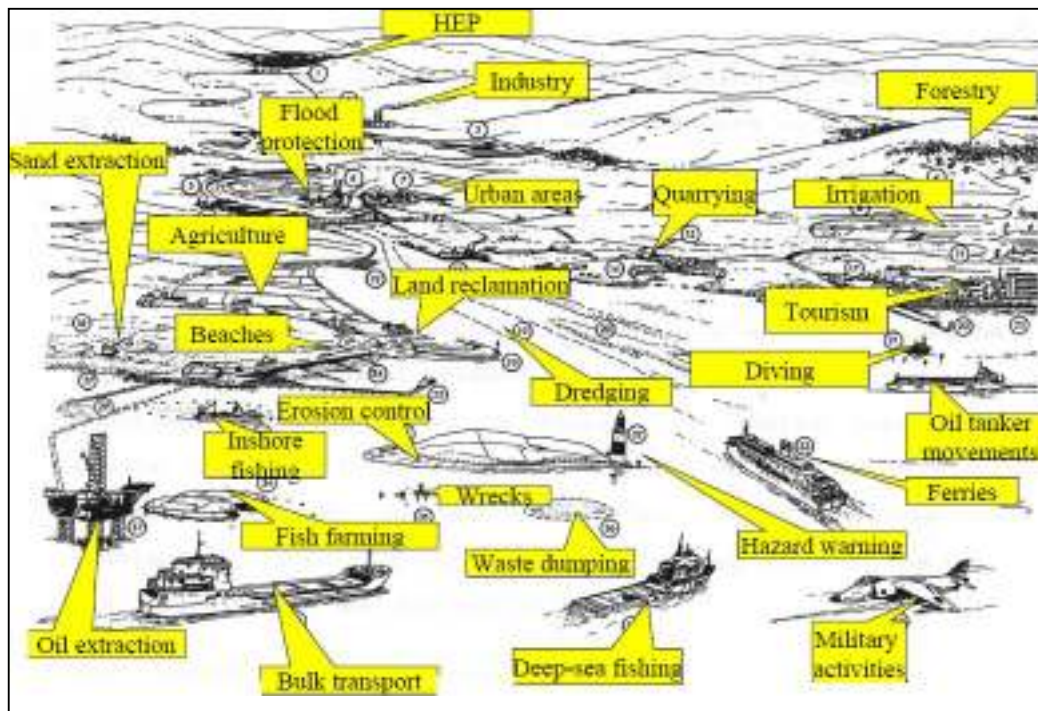 HEP
Industry
Forestry
Flood
protection
Sand extraction
Urban areas
Quarrying
Irrigation
Agriculture
Land reclamation
Tourism
Beaches
Diving
Dredging
Erosion control
Oil tanker
movements
Inshore
fishing
Wrecks
Ferries
Fish farming
Waste dumping
Hazard warning
Oil extraction
Bulk transport
Deep-sea fishing
Military
activities